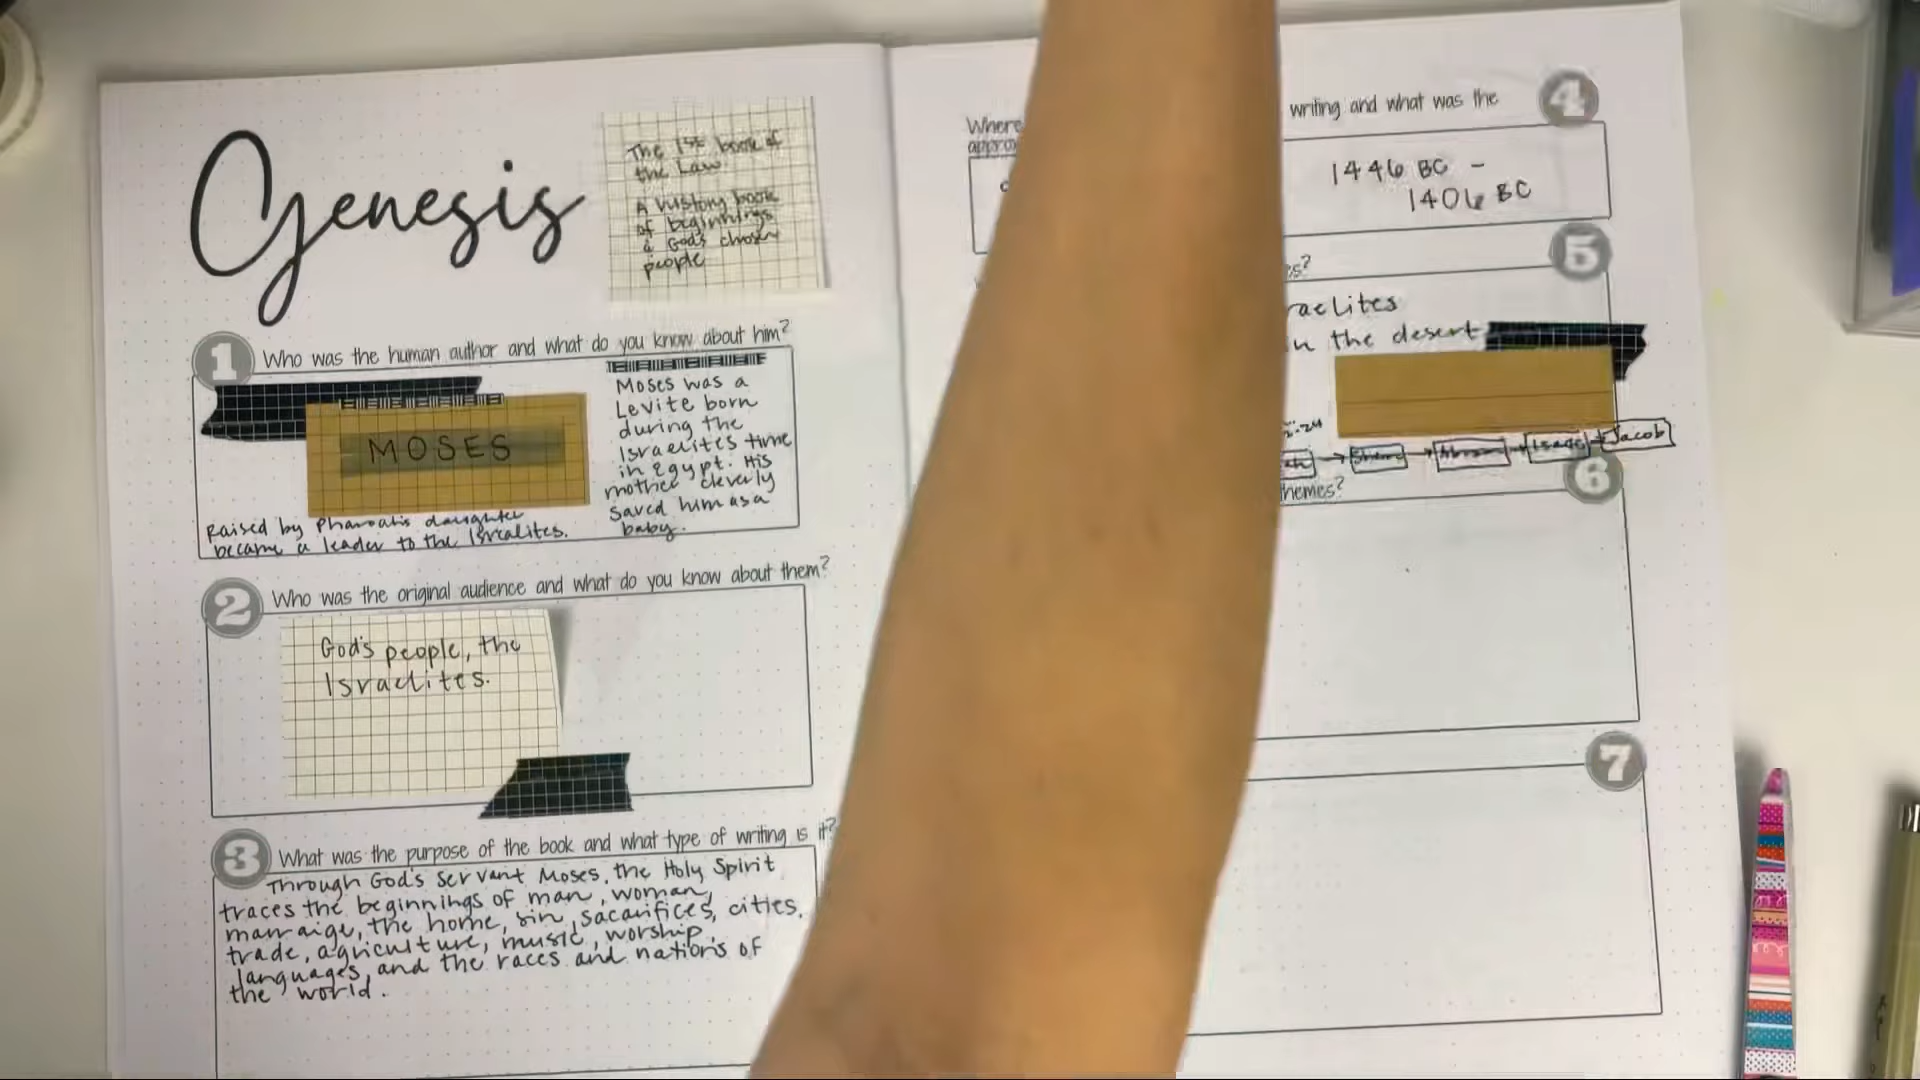 Genesis
The 1st book of
the Law
A history book
of beginnings
& God's chosen
people
1 Who was the human author and what do you know about him?
MOSES
Moses was a
Levite born
during the
Israelites time
in egypt. His
mother cleverly
saved him as a
baby.
Raised by Pharoah's daughter
became a leader to the Isrealites.
2 Who was the original audience and what do you know about them?
God's people, the
Israelites.
3 What was the purpose of the book and what type of writing is it?
Through God's servant Moses, the Holy Spirit
traces the beginnings of man, woman,
marraige, the home, sin, sacarifices, cities,
trade, agriculture, music, worship,
languages, and the races and nations of
the world.
Where writing and what was the 4
1446 BC -
1406 BC
5
the desert
Jacob
6
7